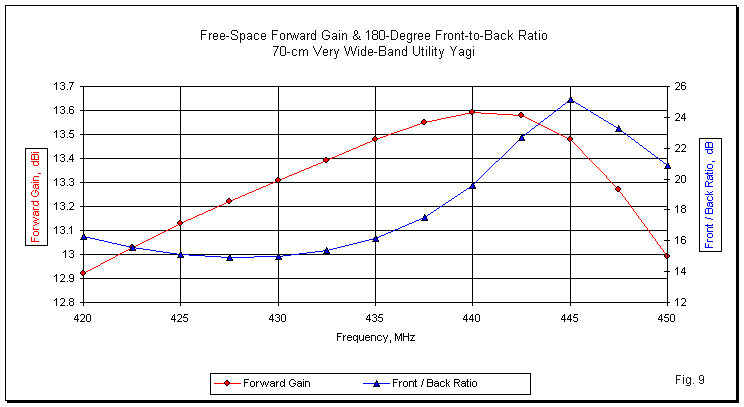 Free-Space Forward Gain & 180-Degree Front-to-Back Ratio
70-cm Very Wide-Band Utility Yagi
Forward Gain, dBi
13.7
13.6
13.5
13.4
13.3
13.2
13.1
13
12.9
12.8
26
24
22
20
18
16
14
12
Front / Back Ratio, dB
420 425 430 435 440 445 450
Frequency, MHz
Forward Gain Front / Back Ratio
Fig. 9